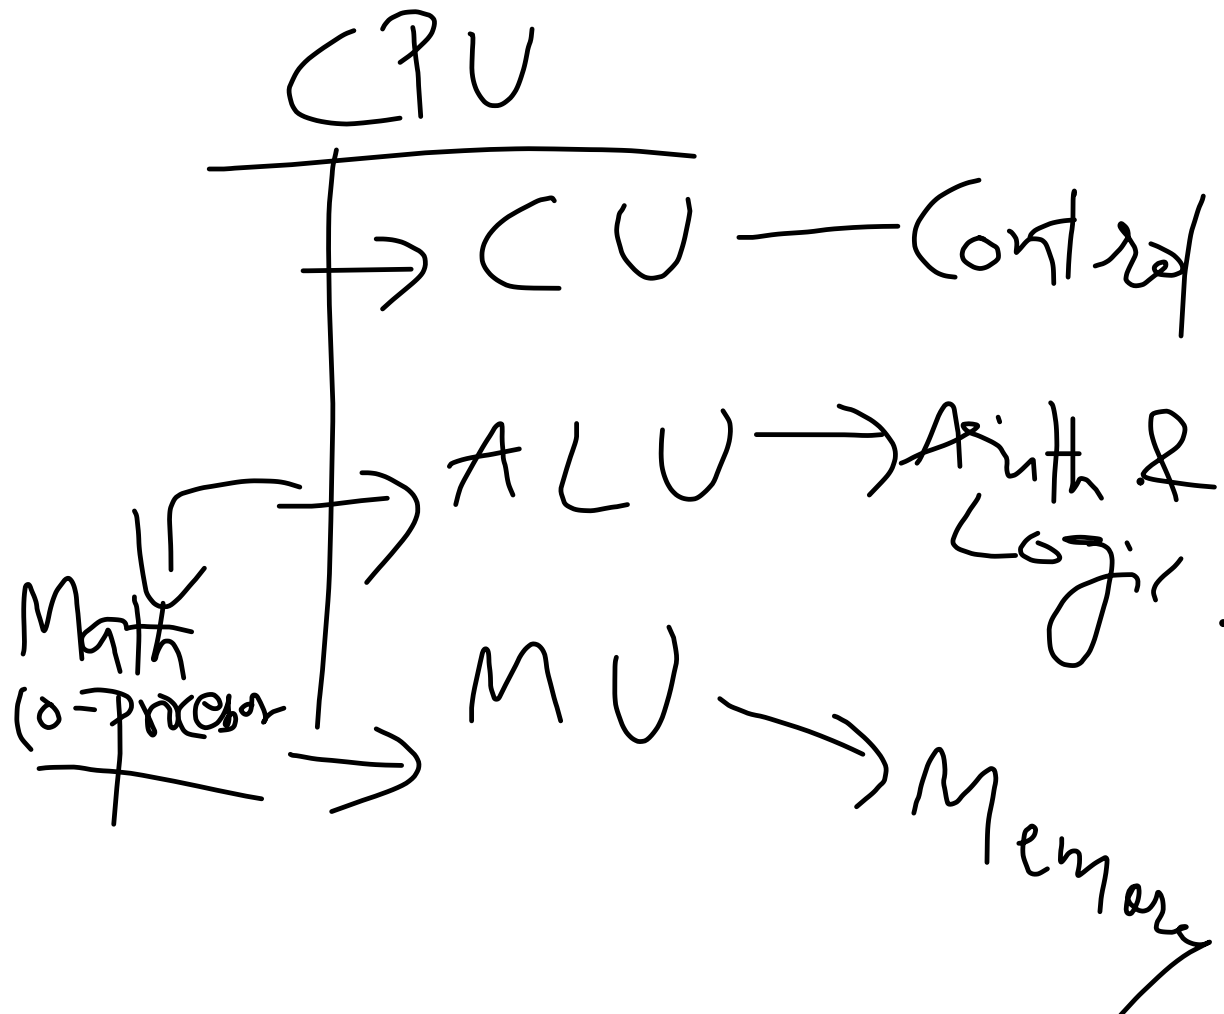 CPU
CU — Control
ALU → Arith &
Logic
Math
Co-processor
MU → Memory